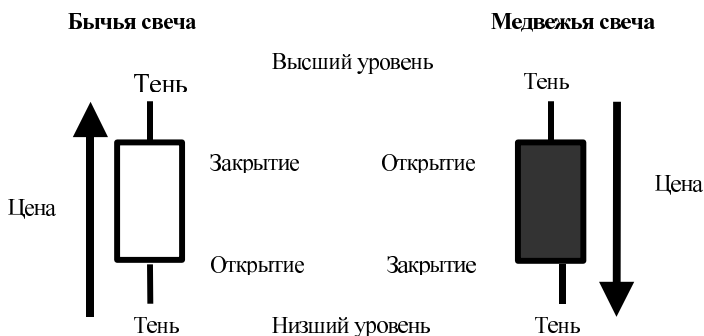 Бычья свеча
Медвежья свеча
Высший уровень
Тень
Тень
Закрытие
Открытие
Цена
Цена
Открытие
Закрытие
Тень
Низший уровень
Тень